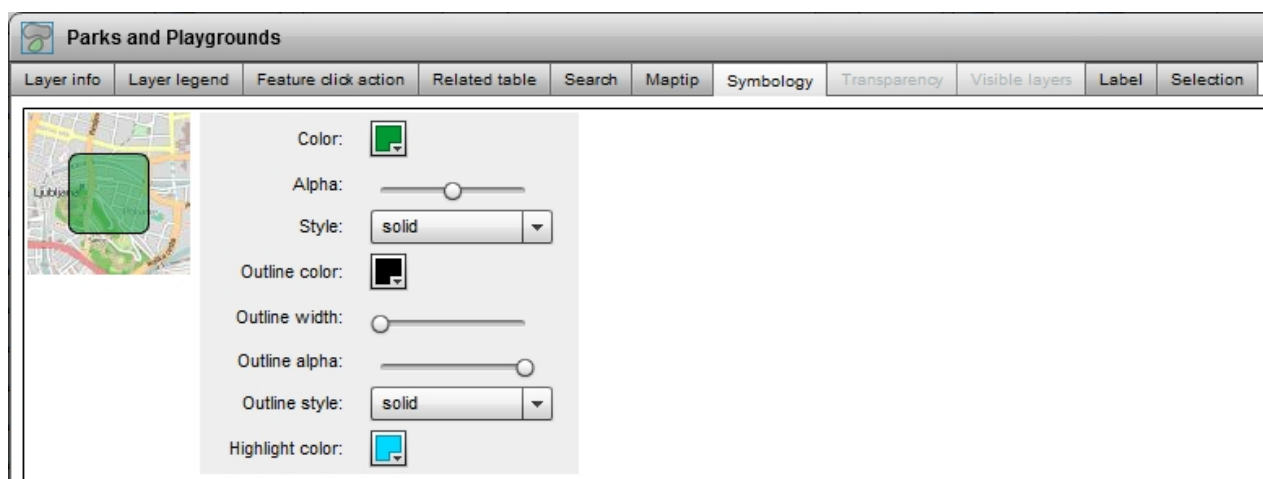 Parks and Playgrounds
Layer info Layer legend Feature click action Related table Search Maptip Symbology Transparency Visible layers Label Selection
Color:
Alpha:
Style: solid
Outline color:
Outline width:
Outline alpha:
Outline style: solid
Highlight color:
Ljubljana